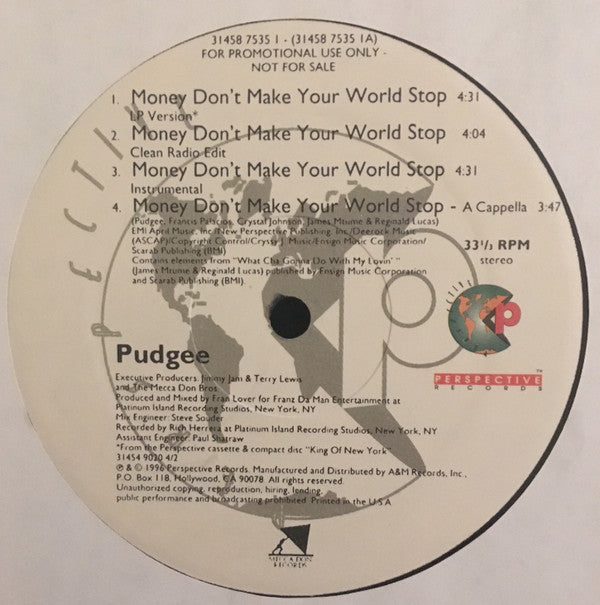 31458 7535 1 - (31458 7535 1A)
FOR PROMOTIONAL USE ONLY -
NOT FOR SALE
1. Money Don't Make Your World Stop 4:31
LP Version*
2. Money Don't Make Your World Stop 4:04
Clean Radio Edit
3. Money Don't Make Your World Stop 4:31
Instrumental
4. Money Don't Make Your World Stop - A Cappella 3:47
(Pudgee, Francis Palacios, Crystal Johnson, James Mtume & Reginald Lucas)
EMI April Music, Inc./New Perspective Publishing, Inc./Deerock Music
(ASCAP)/Copyright Control/Crysty J. Music/Ensign Music Corporation/
Scarab Publishing (BMI)
Contains elements from "What Cha Gonna Do With My Lovin'"
(James Mtume & Reginald Lucas) published by Ensign Music Corporation
and Scarab Publishing (BMI).
33 1/3 RPM
stereo
P
PERSPECTIVE™
RECORDS
Pudgee
Executive Producers: Jimmy Jam & Terry Lewis
and The Mecca Don Bros.
Produced and Mixed by Fran Lover for Franz Da Man Entertainment at
Platinum Island Recording Studios, New York, NY
Mix Engineer: Steve Souder
Recorded by Rich Herrera at Platinum Island Recording Studios, New York, NY
Assistant Engineer: Paul Shatraw
*From the Perspective cassette & compact disc "King Of New York"
31454 9020 4/2
℗ & © 1996 Perspective Records. Manufactured and Distributed by A&M Records, Inc.,
P.O. Box 118, Hollywood, CA 90078. All rights reserved.
Unauthorized copying, reproduction, hiring, lending,
public performance and broadcasting prohibited. Printed in the U.S.A
MECCA DON
RECORDS